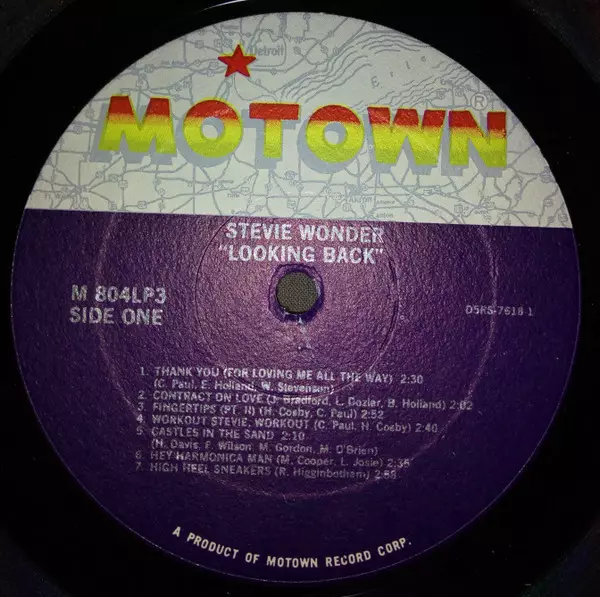 Detroit
Erie
MOTOWN®
STEVIE WONDER
"LOOKING BACK"
M 804LP3
SIDE ONE
D5RS-7618-1
1. THANK YOU (FOR LOVING ME ALL THE WAY) 2:30
(C. Paul, E. Holland, W. Stevenson)
2. CONTRACT ON LOVE (J. Bradford, L. Dozier, B. Holland) 2:02
3. FINGERTIPS (PT. II) (H. Cosby, C. Paul) 2:52
4. WORKOUT STEVIE, WORKOUT (C. Paul, H. Cosby) 2:40
5. CASTLES IN THE SAND 2:10
(H. Davis, F. Wilson, M. Gordon, M. O'Brien)
6. HEY HARMONICA MAN (M. Cooper, L. Josie) 2:35
7. HIGH HEEL SNEAKERS (R. Higginbotham) 2:59
A PRODUCT OF MOTOWN RECORD CORP.